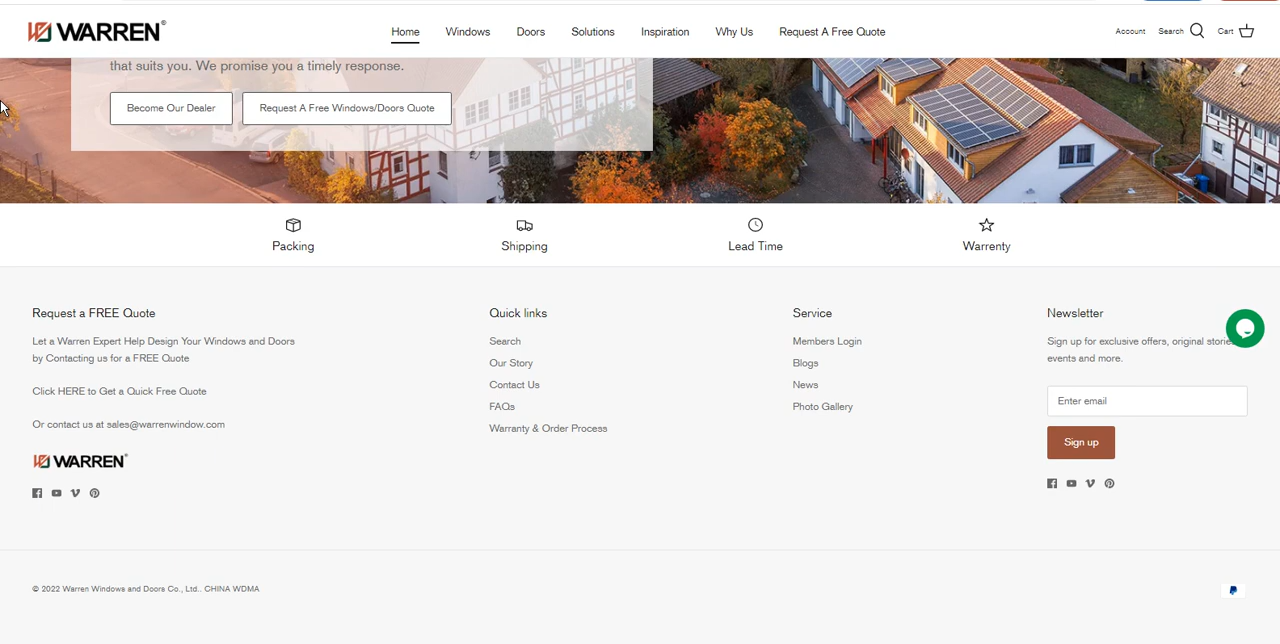 WARREN®
Home
Windows
Doors
Solutions
Inspiration
Why Us
Request A Free Quote
Account
Search
Cart
that suits you. We promise you a timely response.
Become Our Dealer
Request A Free Windows/Doors Quote
Packing
Shipping
Lead Time
Warrenty
Request a FREE Quote
Let a Warren Expert Help Design Your Windows and Doors
by Contacting us for a FREE Quote
Click HERE to Get a Quick Free Quote
Or contact us at sales@warrenwindow.com
WARREN®
Quick links
Search
Our Story
Contact Us
FAQs
Warranty & Order Process
Service
Members Login
Blogs
News
Photo Gallery
Newsletter
Sign up for exclusive offers, original
events and more.
Enter email
Sign up
© 2022 Warren Windows and Doors Co., Ltd.. CHINA WDMA